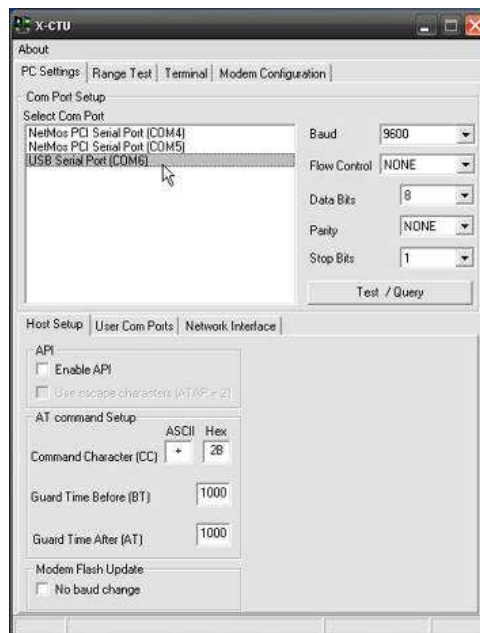 X-CTU
About
PC Settings Range Test Terminal Modem Configuration
Com Port Setup
Select Com Port
NetMos PCI Serial Port (COM4)
NetMos PCI Serial Port (COM5)
USB Serial Port (COM6)
Baud 9600
Flow Control NONE
Data Bits 8
Parity NONE
Stop Bits 1
Test / Query
Host Setup User Com Ports Network Interface
API
Enable API
Use escape characters (ATAP = 2)
AT command Setup
ASCII Hex
Command Character (CC) + 2B
Guard Time Before (BT) 1000
Guard Time After (AT) 1000
Modem Flash Update
No baud change